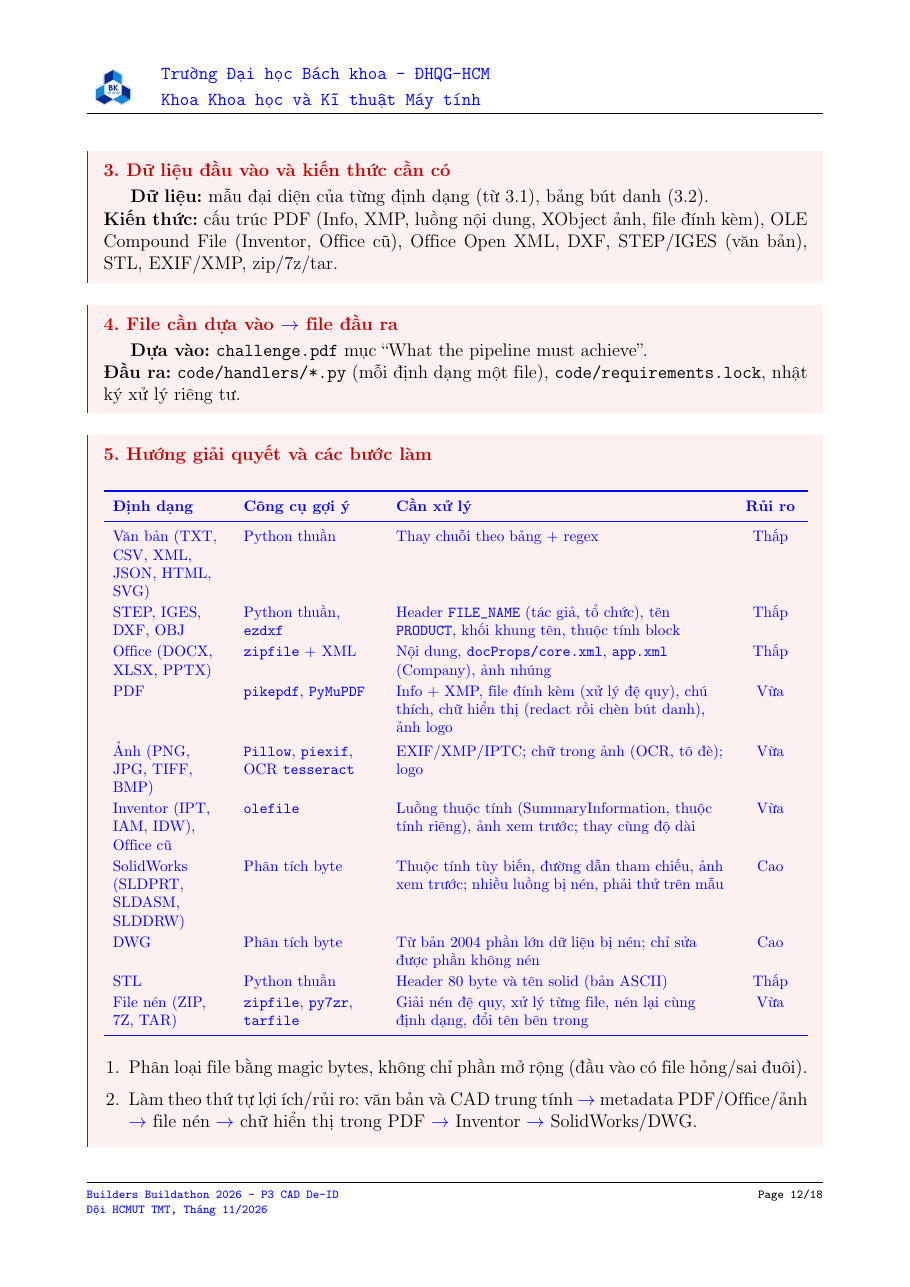 Trường Đại học Bách khoa - ĐHQG-HCM
Khoa Khoa học và Kĩ thuật Máy tính
BK
3. Dữ liệu đầu vào và kiến thức cần có
Dữ liệu: mẫu đại diện của từng định dạng (từ 3.1), bảng bút danh (3.2).
Kiến thức: cấu trúc PDF (Info, XMP, luồng nội dung, XObject ảnh, file đính kèm), OLE
Compound File (Inventor, Office cũ), Office Open XML, DXF, STEP/IGES (văn bản),
STL, EXIF/XMP, zip/7z/tar.
4. File cần dựa vào → file đầu ra
Dựa vào: challenge.pdf mục “What the pipeline must achieve”.
Đầu ra: code/handlers/*.py (mỗi định dạng một file), code/requirements.lock, nhật
ký xử lý riêng tư.
5. Hướng giải quyết và các bước làm
Định dạng Công cụ gợi ý Cần xử lý Rủi ro
Văn bản (TXT, Python thuần Thay chuỗi theo bảng + regex Thấp
CSV, XML,
JSON, HTML,
SVG)
STEP, IGES, Python thuần, Header FILE_NAME (tác giả, tổ chức), tên Thấp
DXF, OBJ ezdxf PRODUCT, khối khung tên, thuộc tính block
Office (DOCX, zipfile + XML Nội dung, docProps/core.xml, app.xml Thấp
XLSX, PPTX) (Company), ảnh nhúng
PDF pikepdf, PyMuPDF Info + XMP, file đính kèm (xử lý đệ quy), chú Vừa
thích, chữ hiển thị (redact rồi chèn bút danh),
ảnh logo
Ảnh (PNG, Pillow, piexif, EXIF/XMP/IPTC; chữ trong ảnh (OCR, tô đè); Vừa
JPG, TIFF, OCR tesseract logo
BMP)
Inventor (IPT, olefile Luồng thuộc tính (SummaryInformation, thuộc Vừa
IAM, IDW), tính riêng), ảnh xem trước; thay cùng độ dài
Office cũ
SolidWorks Phân tích byte Thuộc tính tùy biến, đường dẫn tham chiếu, ảnh Cao
(SLDPRT, xem trước; nhiều luồng bị nén, phải thử trên mẫu
SLDASM,
SLDDRW)
DWG Phân tích byte Từ bản 2004 phần lớn dữ liệu bị nén; chỉ sửa Cao
được phần không nén
STL Python thuần Header 80 byte và tên solid (bản ASCII) Thấp
File nén (ZIP, zipfile, py7zr, Giải nén đệ quy, xử lý từng file, nén lại cùng Vừa
7Z, TAR) tarfile định dạng, đổi tên bên trong
1. Phân loại file bằng magic bytes, không chỉ phần mở rộng (đầu vào có file hỏng/sai đuôi).
2. Làm theo thứ tự lợi ích/rủi ro: văn bản và CAD trung tính → metadata PDF/Office/ảnh
→ file nén → chữ hiển thị trong PDF → Inventor → SolidWorks/DWG.
Builders Buildathon 2026 - P3 CAD De-ID Page 12/18
Đội HCMUT TMT, Tháng 11/2026